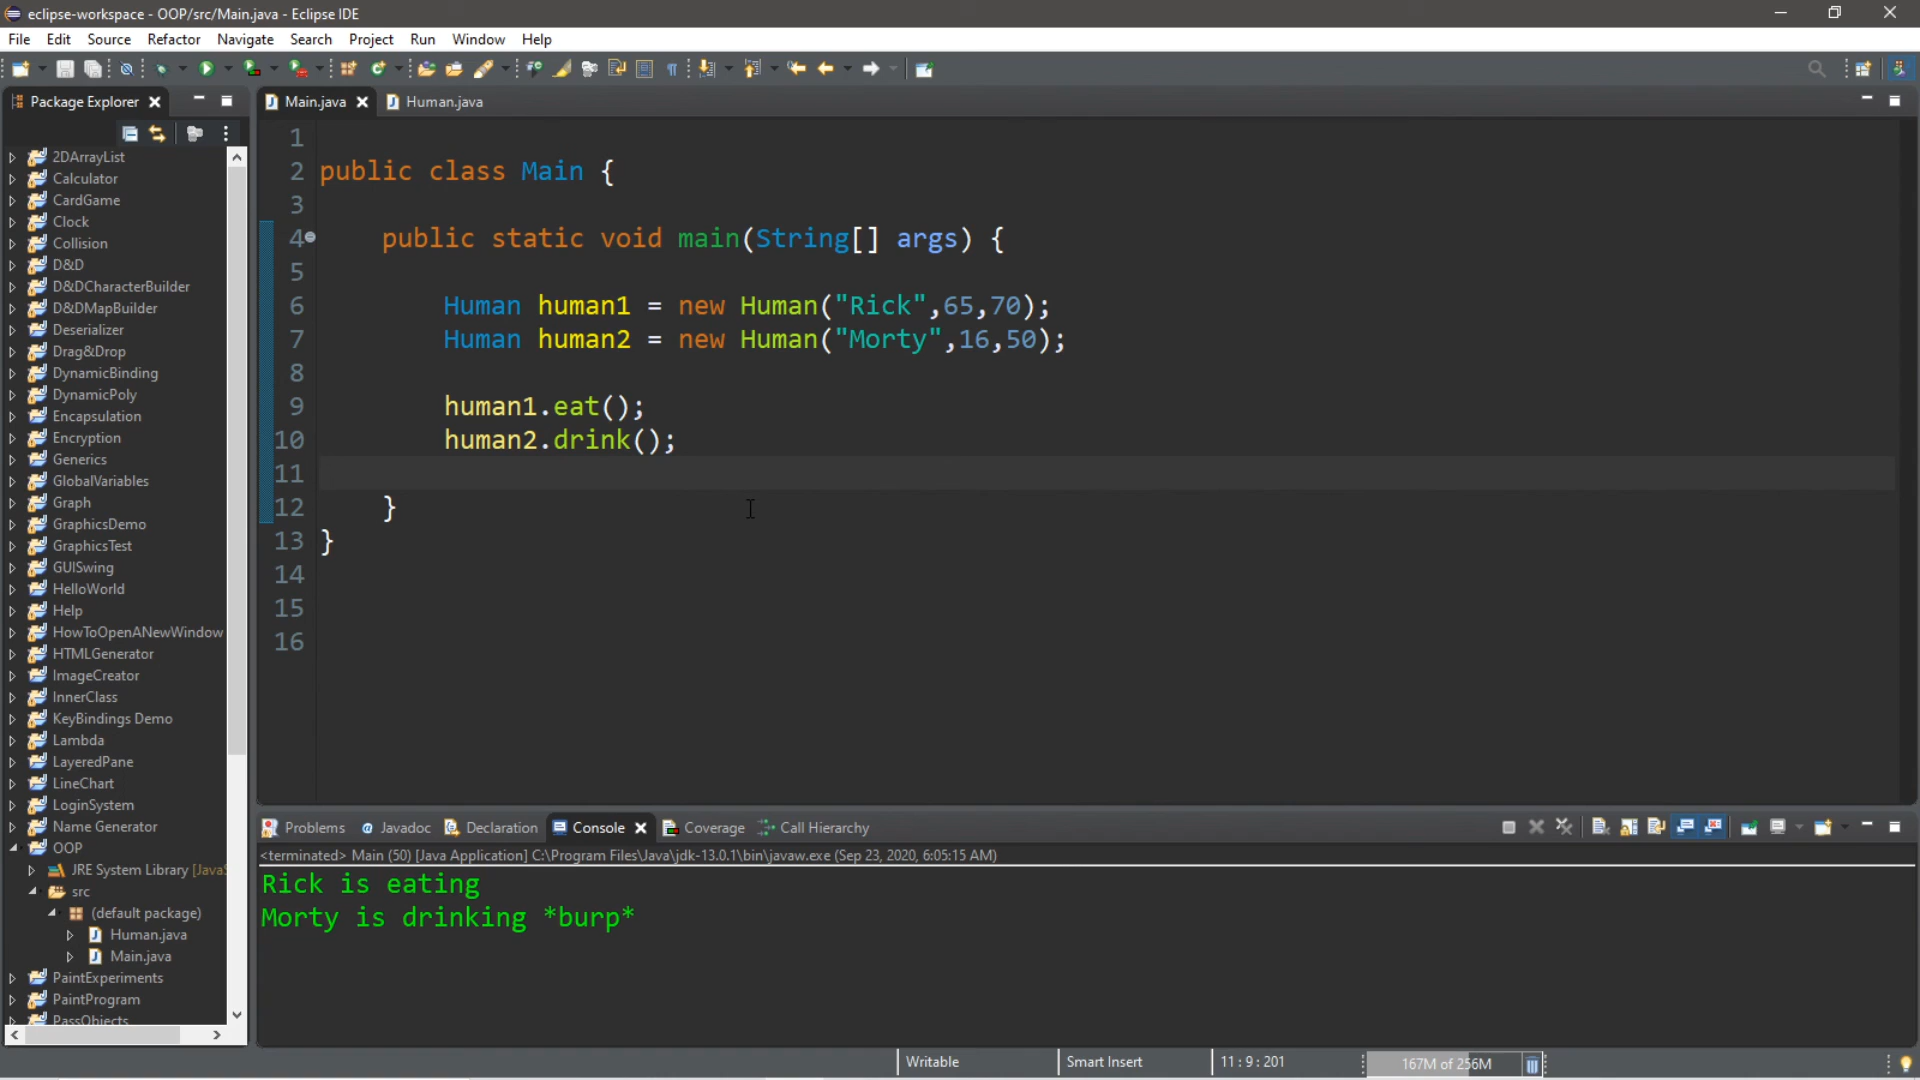 eclipse-workspace - OOP/src/Main.java - Eclipse IDE
File Edit Source Refactor Navigate Search Project Run Window Help
Package Explorer
Main.java Human.java
2DArrayList
Calculator
CardGame
Clock
Collision
D&D
D&DCharacterBuilder
D&DMapBuilder
Deserializer
Drag&Drop
DynamicBinding
DynamicPoly
Encapsulation
Encryption
Generics
GlobalVariables
Graph
GraphicsDemo
GraphicsTest
GUISwing
HelloWorld
Help
HowToOpenANewWindow
HTMLGenerator
ImageCreator
InnerClass
KeyBindings Demo
Lambda
LayeredPane
LineChart
LoginSystem
Name Generator
OOP
JRE System Library [JavaS
src
(default package)
Human.java
Main.java
PaintExperiments
PaintProgram
PassObjects
1
2 public class Main {
3
4 public static void main(String[] args) {
5
6 Human human1 = new Human("Rick",65,70);
7 Human human2 = new Human("Morty",16,50);
8
9 human1.eat();
10 human2.drink();
11
12 }
13 }
14
15
16
Problems Javadoc Declaration Console Coverage Call Hierarchy
<terminated> Main (50) [Java Application] C:\Program Files\Java\jdk-13.0.1\bin\javaw.exe (Sep 23, 2020, 6:05:15 AM)
Rick is eating
Morty is drinking *burp*
Writable Smart Insert 11 : 9 : 201 167M of 256M